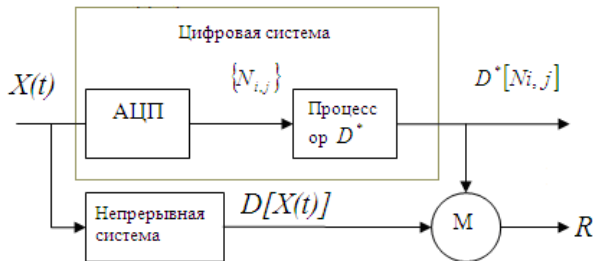 Цифровая система
X(t)
{N_{i,j}}
D*[Ni,j]
АЦП
Процесс
ор D*
Непрерывная
система
D[X(t)]
М
R